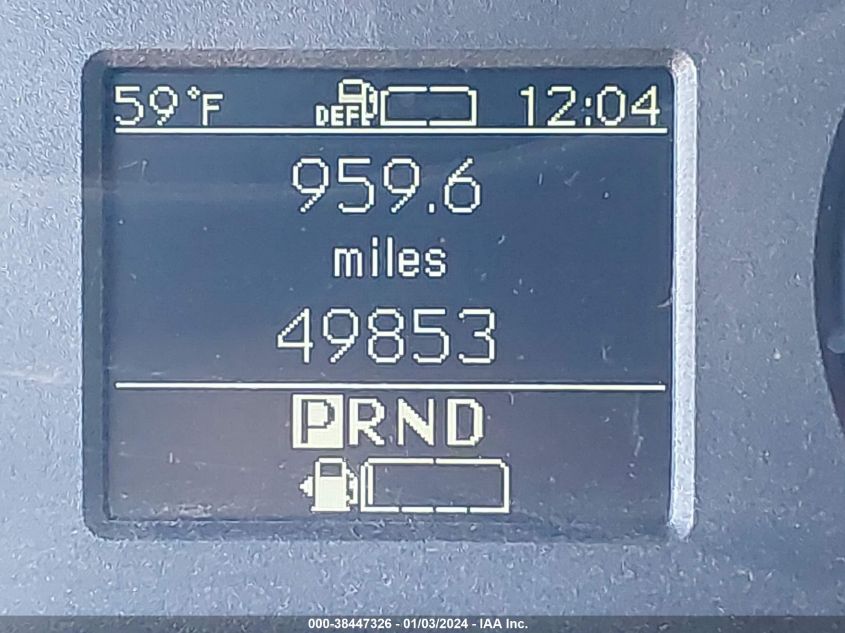 59°F DEF 12:04
959.6
miles
49853
PRND
000-38447326 - 01/03/2024 - IAA Inc.